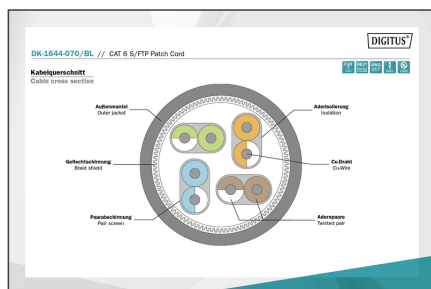 DIGITUS®
DK-1644-070/BL // CAT 6 S/FTP Patch Cord
Kabelquerschnitt
Cable cross section
Außenmantel
Outer jacket
Aderisolierung
Isolation
Geflechtschirmung
Braid shield
Cu-Draht
Cu-Wire
Paarabschirmung
Pair screen
Adernpaare
Twisted pair